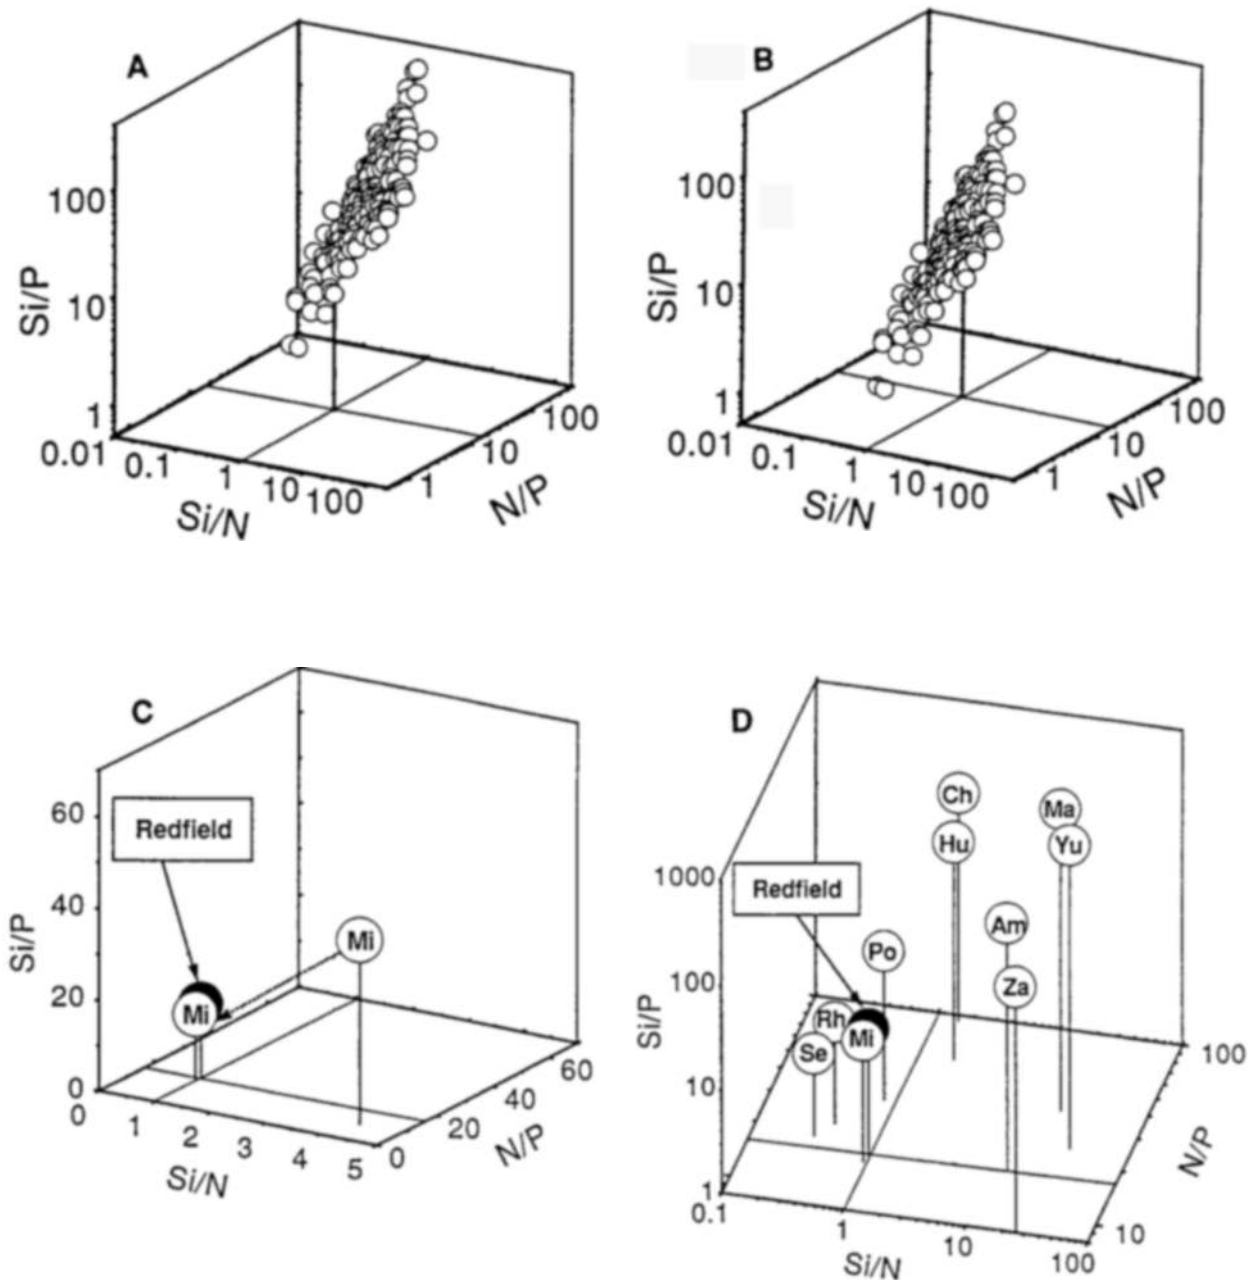 A
Si/P
100
10
1
0.01 0.1 1 10 100
Si/N
1 10 100
N/P
B
Si/P
100
10
1
0.01 0.1 1 10 100
Si/N
1 10 100
N/P
C
Redfield
Mi
Mi
Si/P
60
40
20
0
0 1 2 3 4 5
Si/N
0 20 40 60
N/P
D
Redfield
Ch
Hu
Ma
Yu
Am
Za
Po
Rh
Mi
Se
Si/P
1000
100
10
1
0.1 1 10 100
Si/N
10 100
N/P